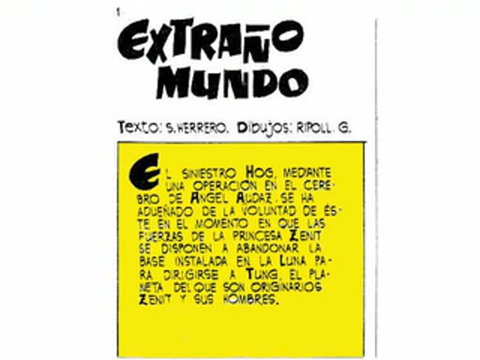 1
EXTRAÑO
MUNDO
Texto: S. HERRERO. Dibujos: RIPOLL. G.
EL SINIESTRO HOG, MEDIANTE
UNA OPERACIÓN EN EL CERE-
BRO DE ANGEL AUDAZ, SE HA
ADUEÑADO DE LA VOLUNTAD DE ÉS-
TE EN EL MOMENTO EN QUE LAS
FUERZAS DE LA PRINCESA ZENIT
SE DISPONEN A ABANDONAR LA
BASE INSTALADA EN LA LUNA PA-
RA DIRIGIRSE A TUNG, EL PLA-
NETA DEL QUE SON ORIGINARIOS
ZENIT Y SUS HOMBRES.